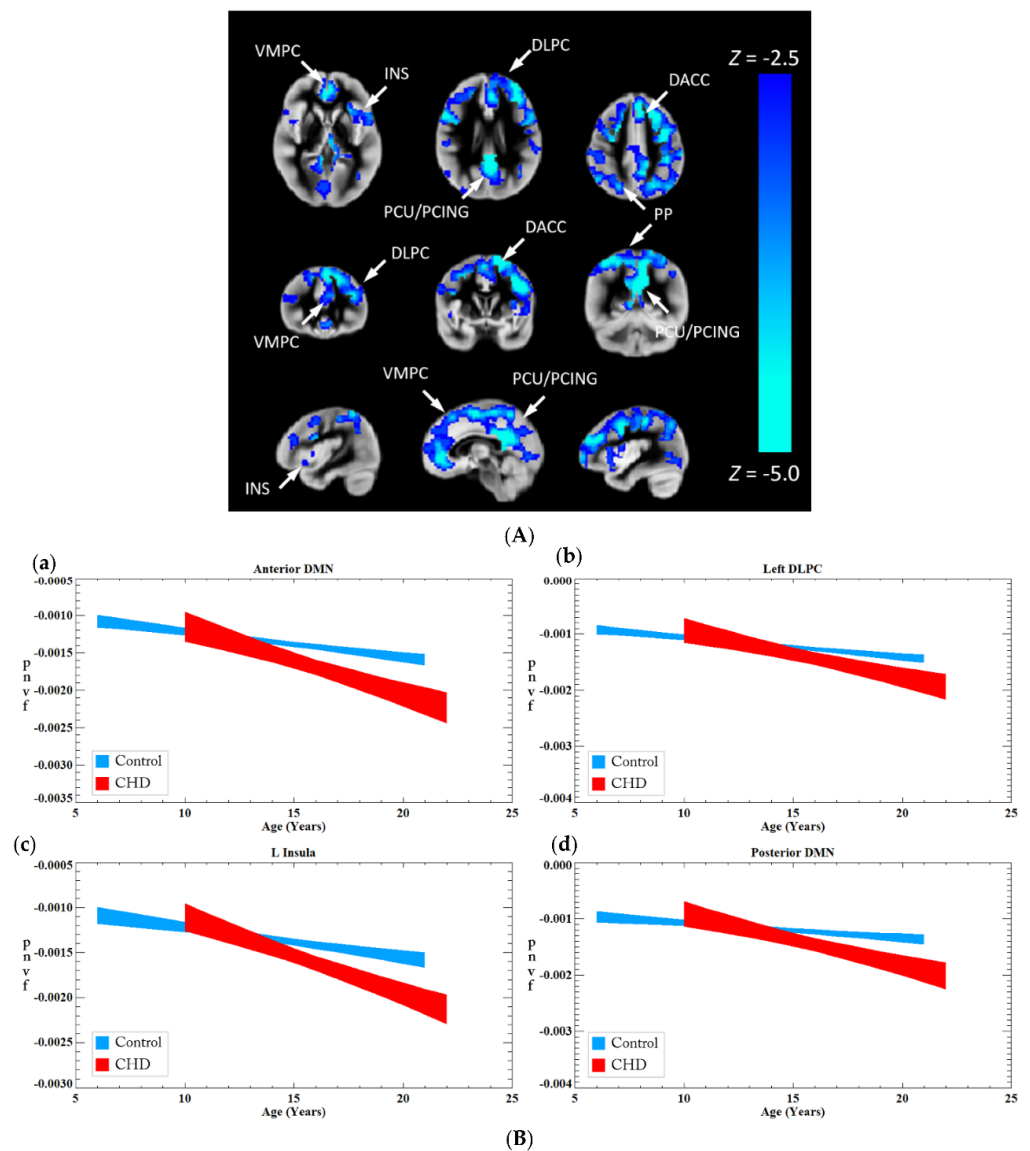 VMPC
INS
DLPC
DACC
Z = -2.5
PCU/PCING
PP
DLPC
DACC
VMPC
PCU/PCING
VMPC
PCU/PCING
INS
Z = -5.0
(A)
(a)
Anterior DMN
-0.0005
-0.0010
-0.0015
-0.0020
-0.0025
-0.0030
-0.0035
p
n
v
f
Control
CHD
5 10 15 20 25
Age (Years)
(b)
Left DLPC
0.000
-0.001
-0.002
-0.003
-0.004
p
n
v
f
Control
CHD
5 10 15 20 25
Age (Years)
(c)
L Insula
-0.0005
-0.0010
-0.0015
-0.0020
-0.0025
-0.0030
p
n
v
f
Control
CHD
5 10 15 20 25
Age (Years)
(d)
Posterior DMN
0.000
-0.001
-0.002
-0.003
-0.004
p
n
v
f
Control
CHD
5 10 15 20 25
Age (Years)
(B)